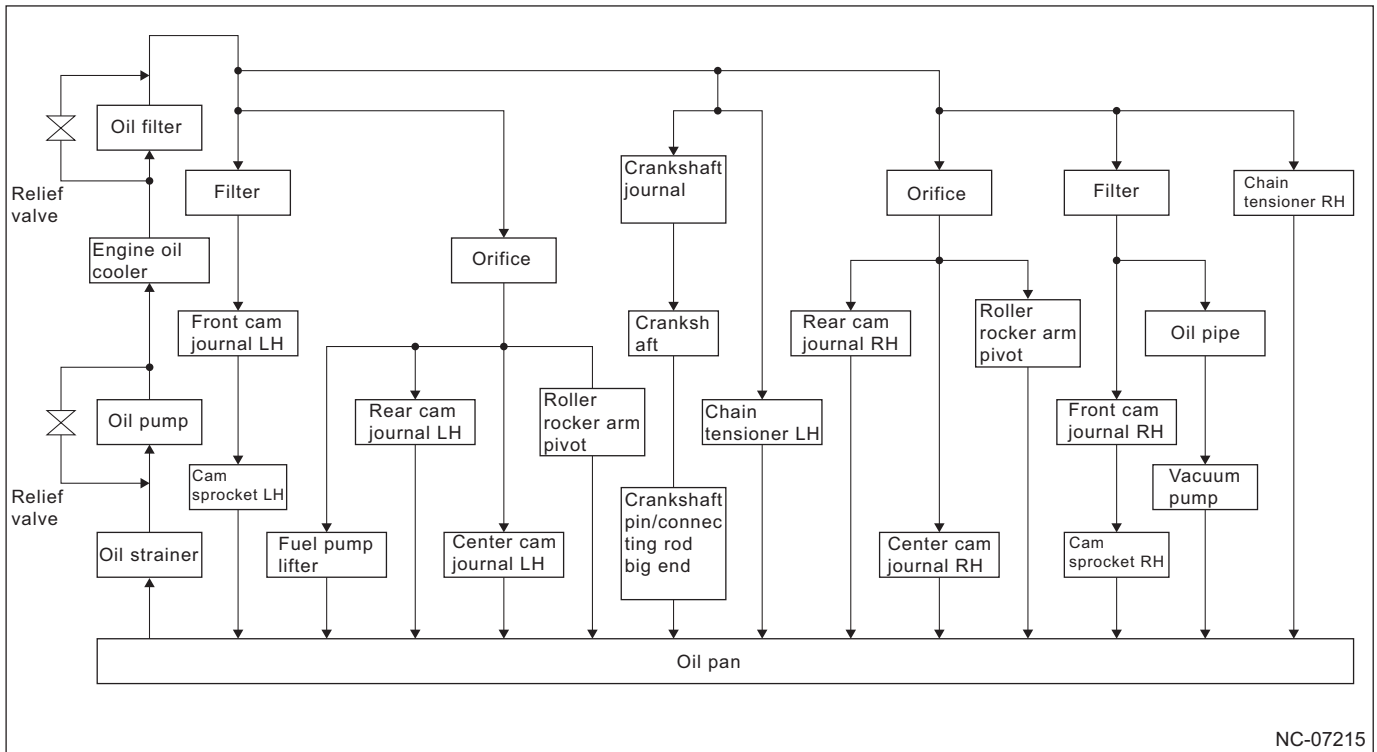 Oil filter
Relief
valve
Engine oil
cooler
Oil pump
Relief
valve
Oil strainer
Filter
Front cam
journal LH
Cam
sprocket LH
Orifice
Fuel pump
lifter
Rear cam
journal LH
Center cam
journal LH
Roller
rocker arm
pivot
Crankshaft
journal
Cranksh
aft
Crankshaft
pin/connec
ting rod
big end
Chain
tensioner LH
Orifice
Rear cam
journal RH
Center cam
journal RH
Roller
rocker arm
pivot
Filter
Front cam
journal RH
Cam
sprocket RH
Oil pipe
Vacuum
pump
Chain
tensioner RH
Oil pan
NC-07215